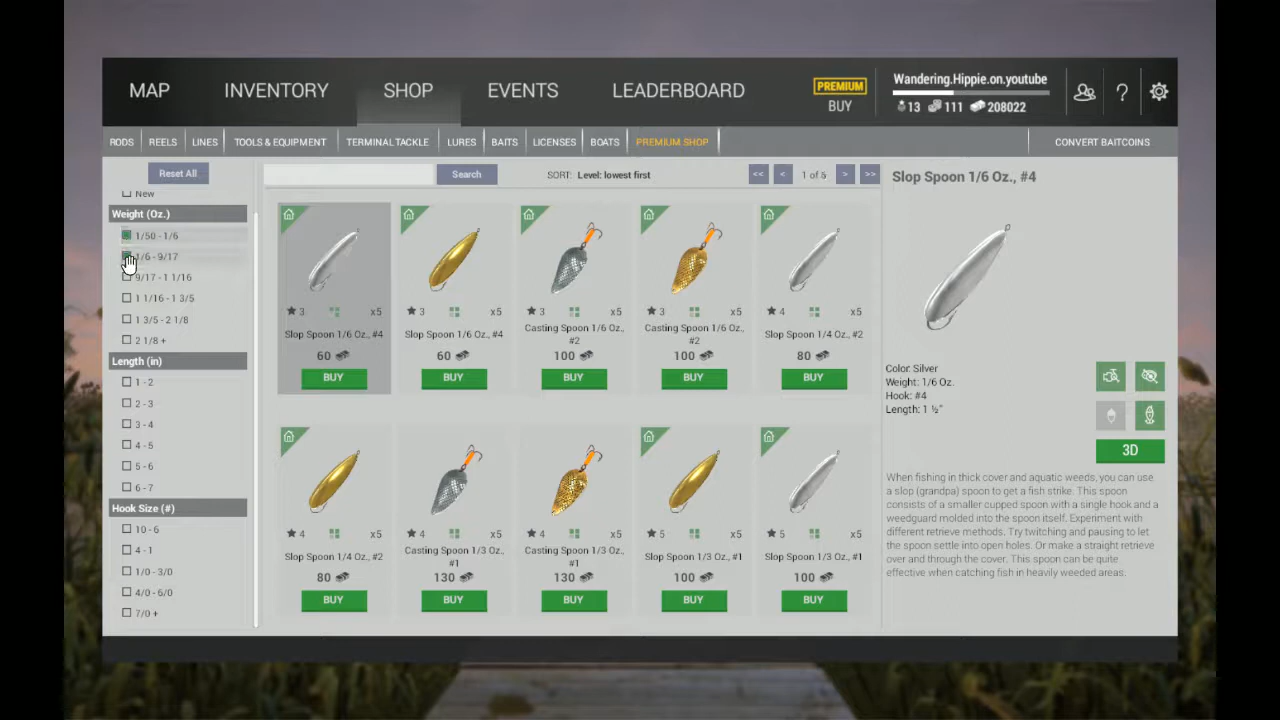 MAP INVENTORY SHOP EVENTS LEADERBOARD
PREMIUM
BUY
Wandering.Hippie.on.youtube
13 111 208022
?
RODS REELS LINES TOOLS & EQUIPMENT TERMINAL TACKLE LURES BAITS LICENSES BOATS PREMIUM SHOP CONVERT BAITCOINS
Reset All
New
Weight (Oz.)
1/50 - 1/6
1/6 - 9/17
9/17 - 1 1/16
1 1/16 - 1 3/5
1 3/5 - 2 1/8
2 1/8 +
Length (in)
1 - 2
2 - 3
3 - 4
4 - 5
5 - 6
6 - 7
Hook Size (#)
10 - 6
4 - 1
1/0 - 3/0
4/0 - 6/0
7/0 +
Search
SORT: Level: lowest first
<< < 1 of 5 > >>
3 x5
Slop Spoon 1/6 Oz., #4
60
BUY
3 x5
Slop Spoon 1/6 Oz., #4
60
BUY
3 x5
Casting Spoon 1/6 Oz.,
#2
100
BUY
3 x5
Casting Spoon 1/6 Oz.,
#2
100
BUY
4 x5
Slop Spoon 1/4 Oz., #2
80
BUY
4 x5
Slop Spoon 1/4 Oz., #2
80
BUY
4 x5
Casting Spoon 1/3 Oz.,
#1
130
BUY
4 x5
Casting Spoon 1/3 Oz.,
#1
130
BUY
5 x5
Slop Spoon 1/3 Oz., #1
100
BUY
5 x5
Slop Spoon 1/3 Oz., #1
100
BUY
Slop Spoon 1/6 Oz., #4
Color: Silver
Weight: 1/6 Oz.
Hook: #4
Length: 1 ½"
3D
When fishing in thick cover and aquatic weeds, you can use
a slop (grandpa) spoon to get a fish strike. This spoon
consists of a smaller cupped spoon with a single hook and a
weedguard molded into the spoon itself. Experiment with
different retrieve methods. Try twitching and pausing to let
the spoon settle into open holes. Or make a straight retrieve
over and through the cover. This spoon can be quite
effective when catching fish in heavily weeded areas.